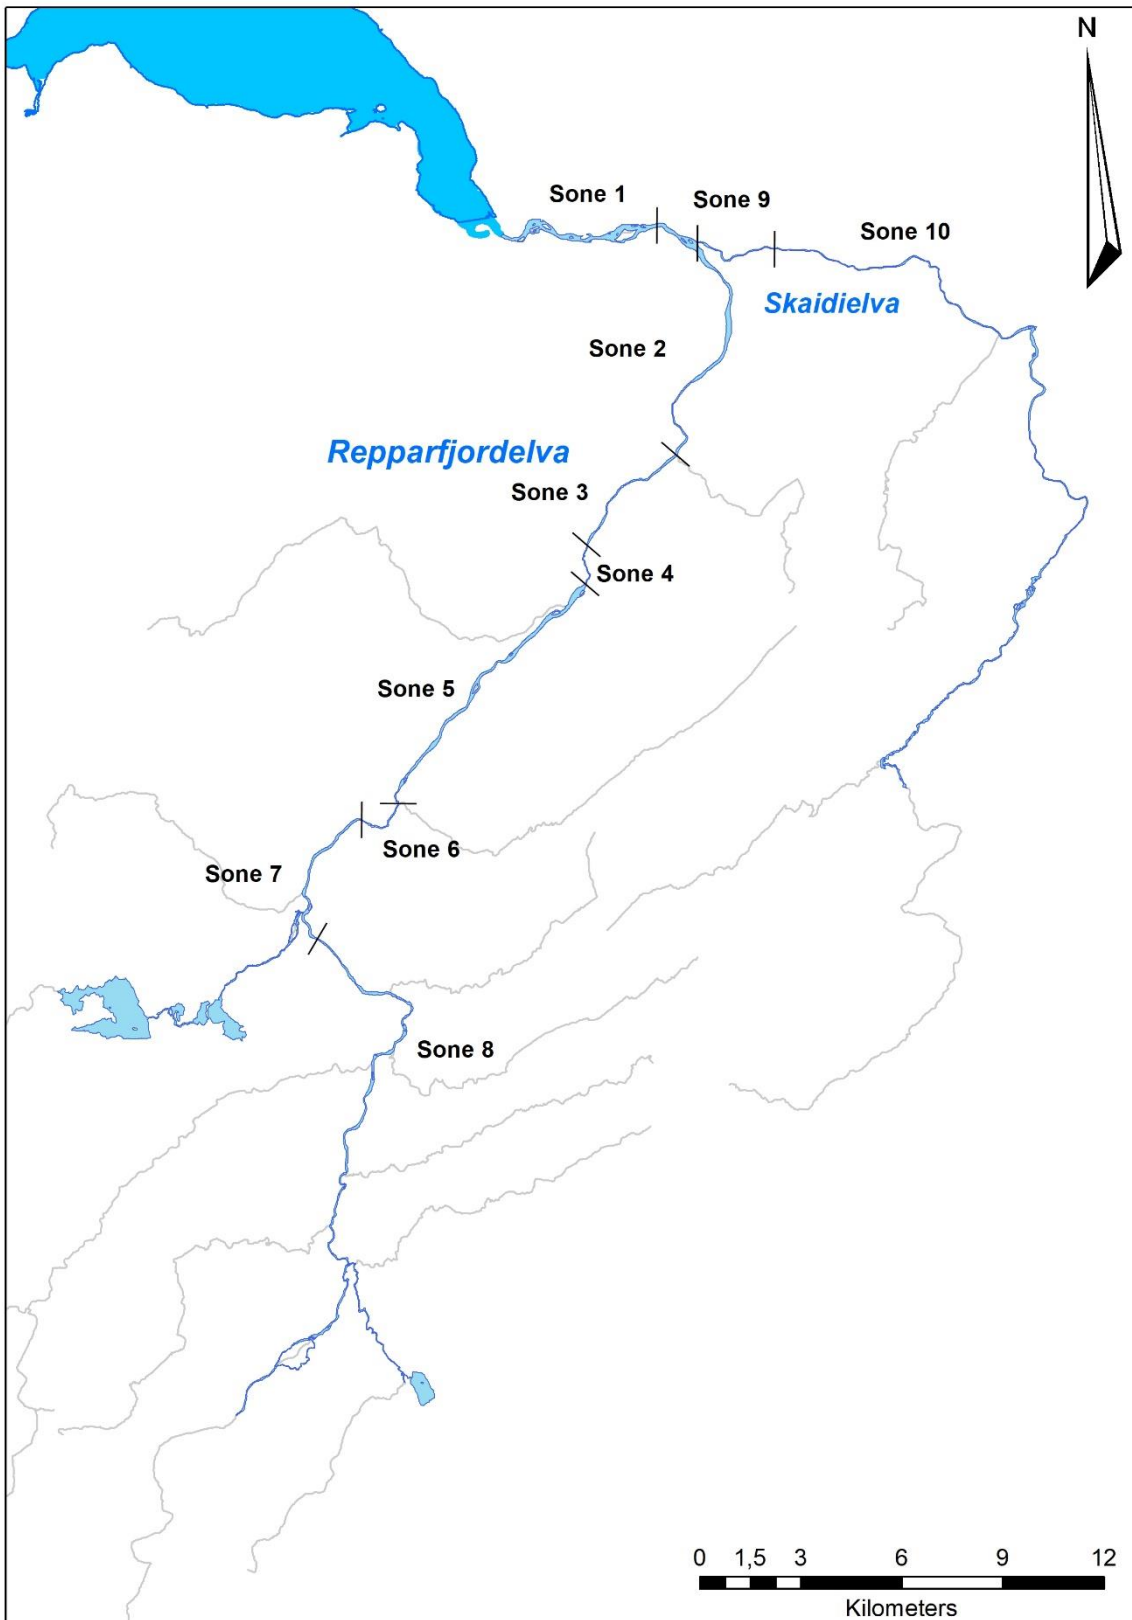 N
Sone 1
Sone 9
Sone 10
Skaidielva
Sone 2
Repparfjordelva
Sone 3
Sone 4
Sone 5
Sone 6
Sone 7
Sone 8
0 1,5 3 6 9 12
Kilometers